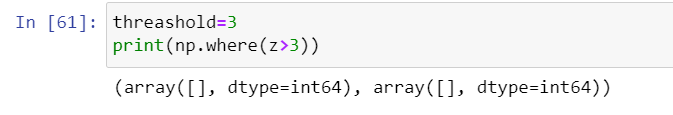 In [61]: threashold=3
print(np.where(z>3))
(array([], dtype=int64), array([], dtype=int64))